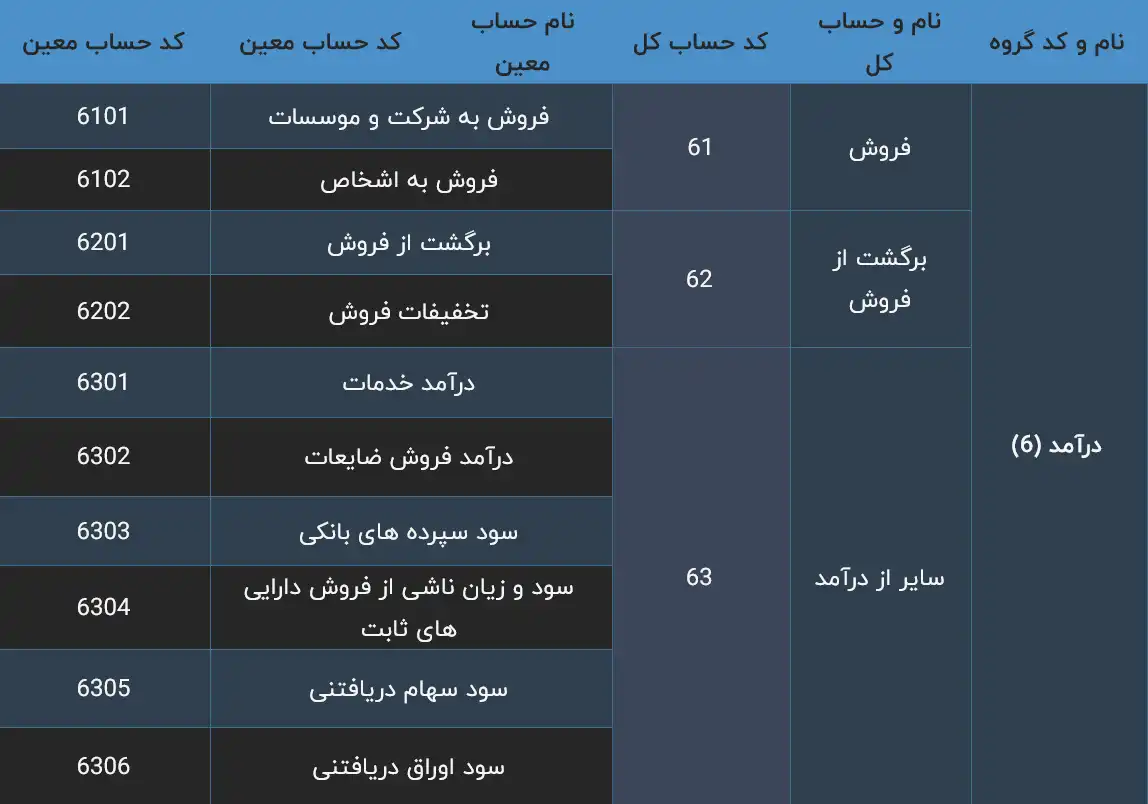 نام و کد گروه
نام و حساب
کل
کد حساب کل
نام حساب
معین
کد حساب معین
کد حساب معین
درآمد (6)
فروش
61
فروش به شرکت و موسسات
6101
فروش به اشخاص
6102
برگشت از
فروش
62
برگشت از فروش
6201
تخفیفات فروش
6202
سایر از درآمد
63
درآمد خدمات
6301
درآمد فروش ضایعات
6302
سود سپرده های بانکی
6303
سود و زیان ناشی از فروش دارایی
های ثابت
6304
سود سهام دریافتنی
6305
سود اوراق دریافتنی
6306